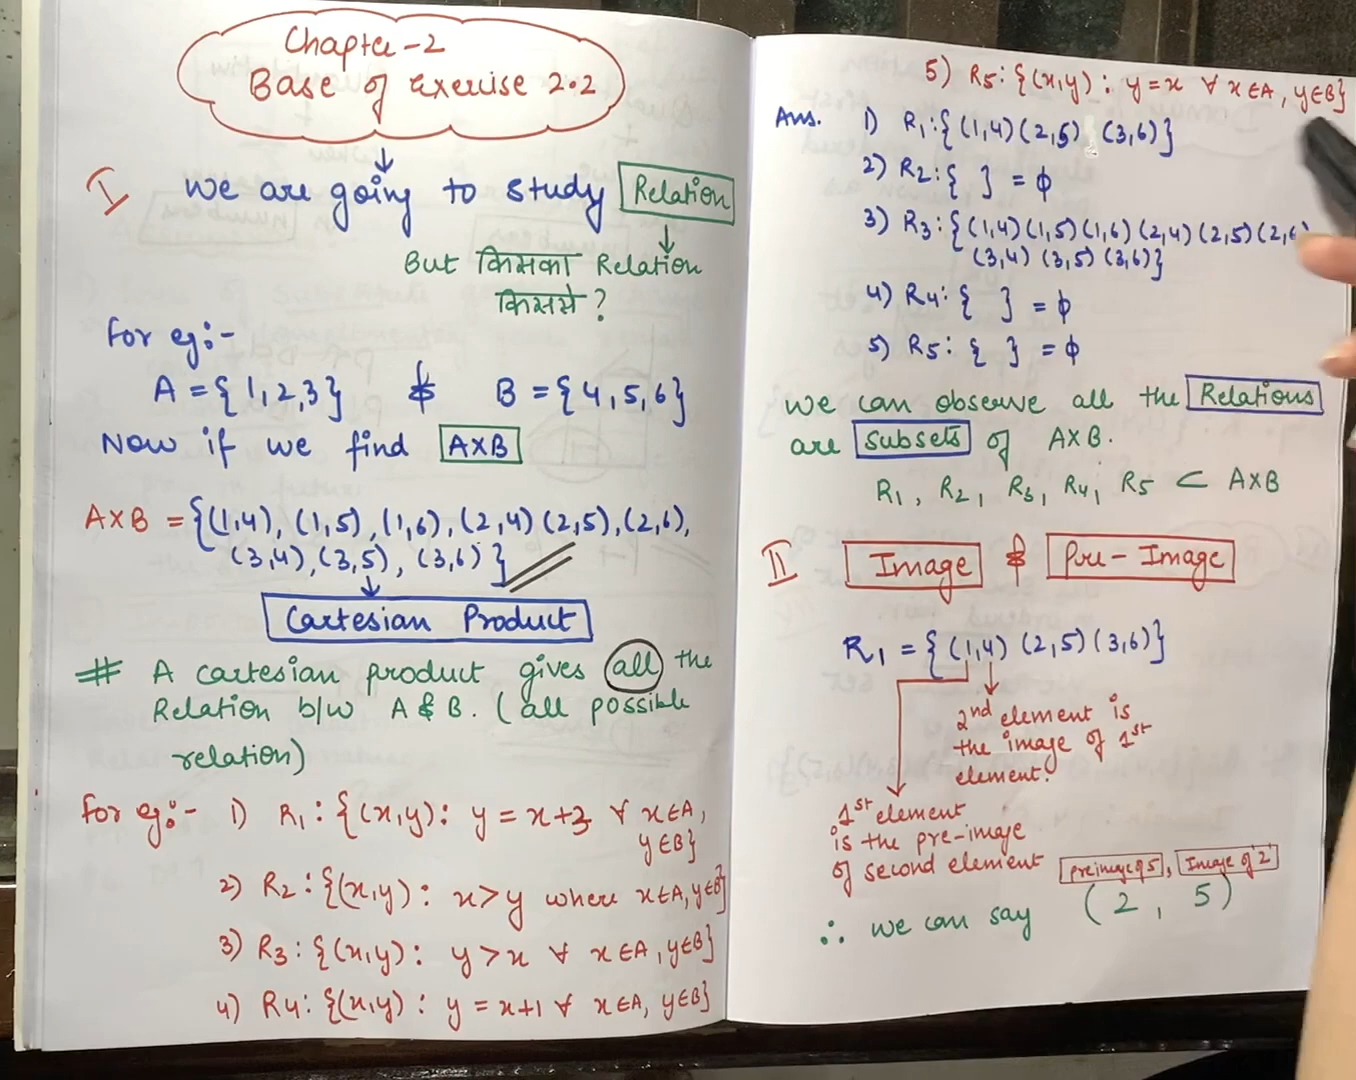 Chapter-2
Base of Exercise 2.2
I we are going to study Relation
But किसका Relation
किससे ?
For eg:-
A = {1,2,3} & B = {4,5,6}
Now if we find AXB
AXB = {(1,4), (1,5), (1,6), (2,4) (2,5), (2,6),
(3,4), (3,5), (3,6)}
Cartesian Product
# A cartesian product gives all the
Relation b/w A & B. (all possible
relation)
For eg:- 1) R₁ : {(x,y) : y = x+3 ∀ x∈A,
y∈B}
2) R₂ : {(x,y) : x>y where x∈A, y∈B}
3) R₃ : {(x,y) : y>x ∀ x∈A, y∈B}
4) R₄ : {(x,y) : y = x+1 ∀ x∈A, y∈B}
5) R₅ : {(x,y) : y=x ∀ x∈A, y∈B}
Ans. 1) R₁ : {(1,4) (2,5) (3,6)}
2) R₂ : { } = ϕ
3) R₃ : {(1,4) (1,5) (1,6) (2,4) (2,5) (2,6)
(3,4) (3,5) (3,6)}
4) R₄ : { } = ϕ
5) R₅ : { } = ϕ
we can observe all the Relations
are Subsets of AXB.
R₁, R₂, R₃, R₄, R₅ ⊂ AXB
II Image & Pre-Image
R₁ = {(1,4) (2,5) (3,6)}
2nd element is
the image of 1st
element.
1st element
is the pre-image
of second element
preimage of 5, Image of '2'
∴ we can say (2, 5)